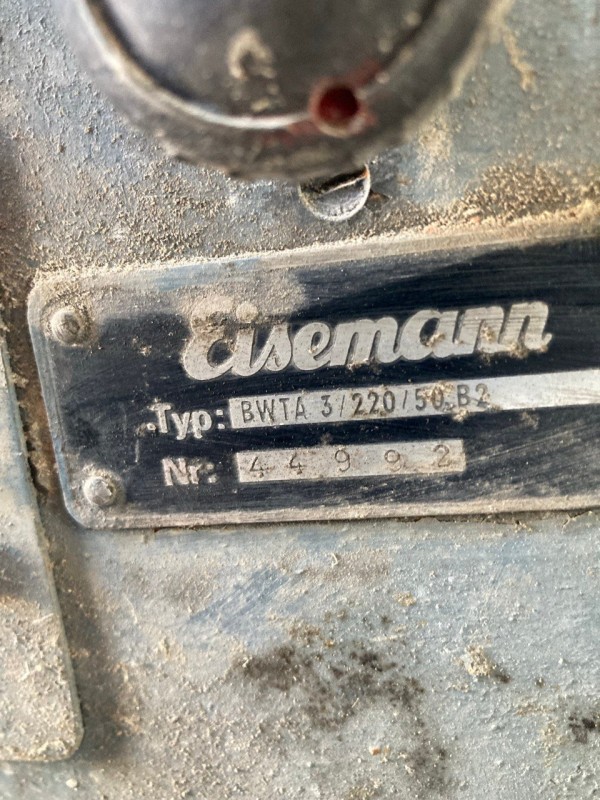 Eisemann
Typ: BWTA 3/220/50 B2
Nr: 44992